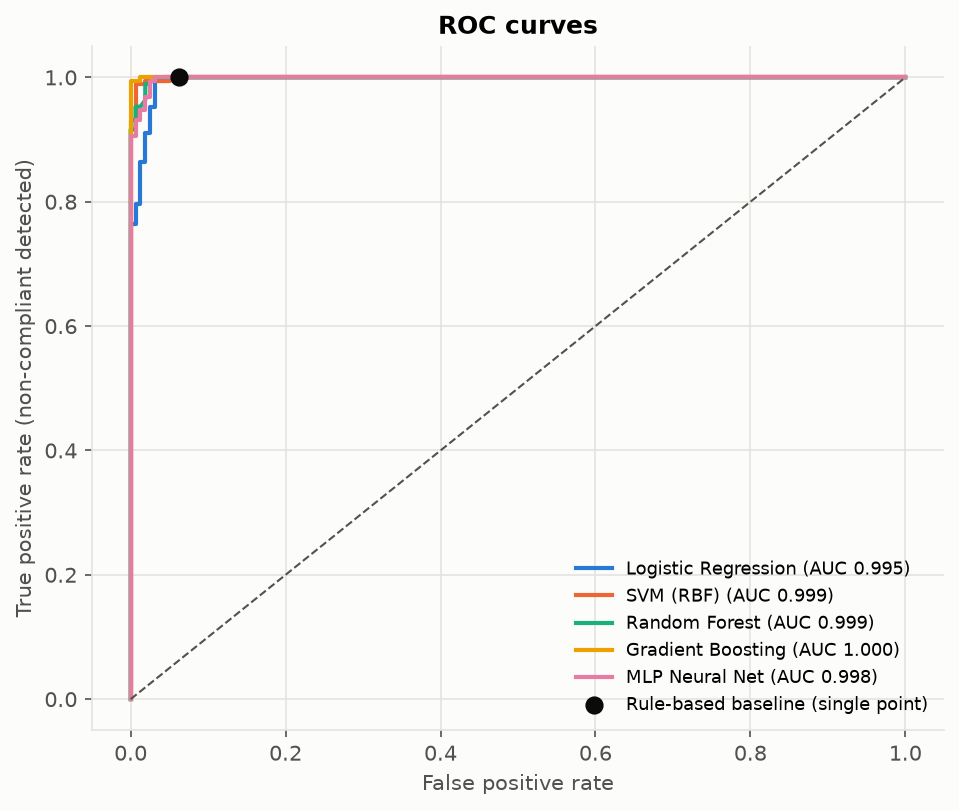 ROC curves
True positive rate (non-compliant detected)
1.0
0.8
0.6
0.4
0.2
0.0
Logistic Regression (AUC 0.995)
SVM (RBF) (AUC 0.999)
Random Forest (AUC 0.999)
Gradient Boosting (AUC 1.000)
MLP Neural Net (AUC 0.998)
Rule-based baseline (single point)
0.0 0.2 0.4 0.6 0.8 1.0
False positive rate